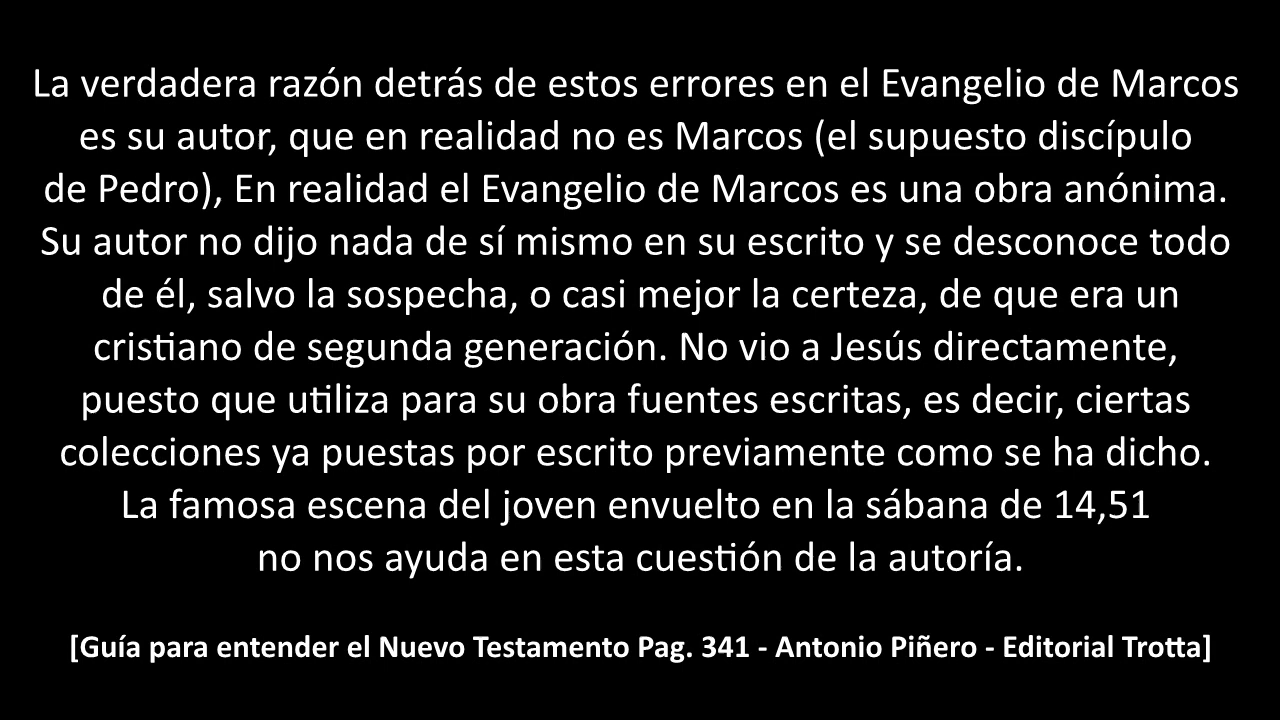 La verdadera razón detrás de estos errores en el Evangelio de Marcos
es su autor, que en realidad no es Marcos (el supuesto discípulo
de Pedro), En realidad el Evangelio de Marcos es una obra anónima.
Su autor no dijo nada de sí mismo en su escrito y se desconoce todo
de él, salvo la sospecha, o casi mejor la certeza, de que era un
cristiano de segunda generación. No vio a Jesús directamente,
puesto que utiliza para su obra fuentes escritas, es decir, ciertas
colecciones ya puestas por escrito previamente como se ha dicho.
La famosa escena del joven envuelto en la sábana de 14,51
no nos ayuda en esta cuestión de la autoría.
[Guía para entender el Nuevo Testamento Pag. 341 - Antonio Piñero - Editorial Trotta]